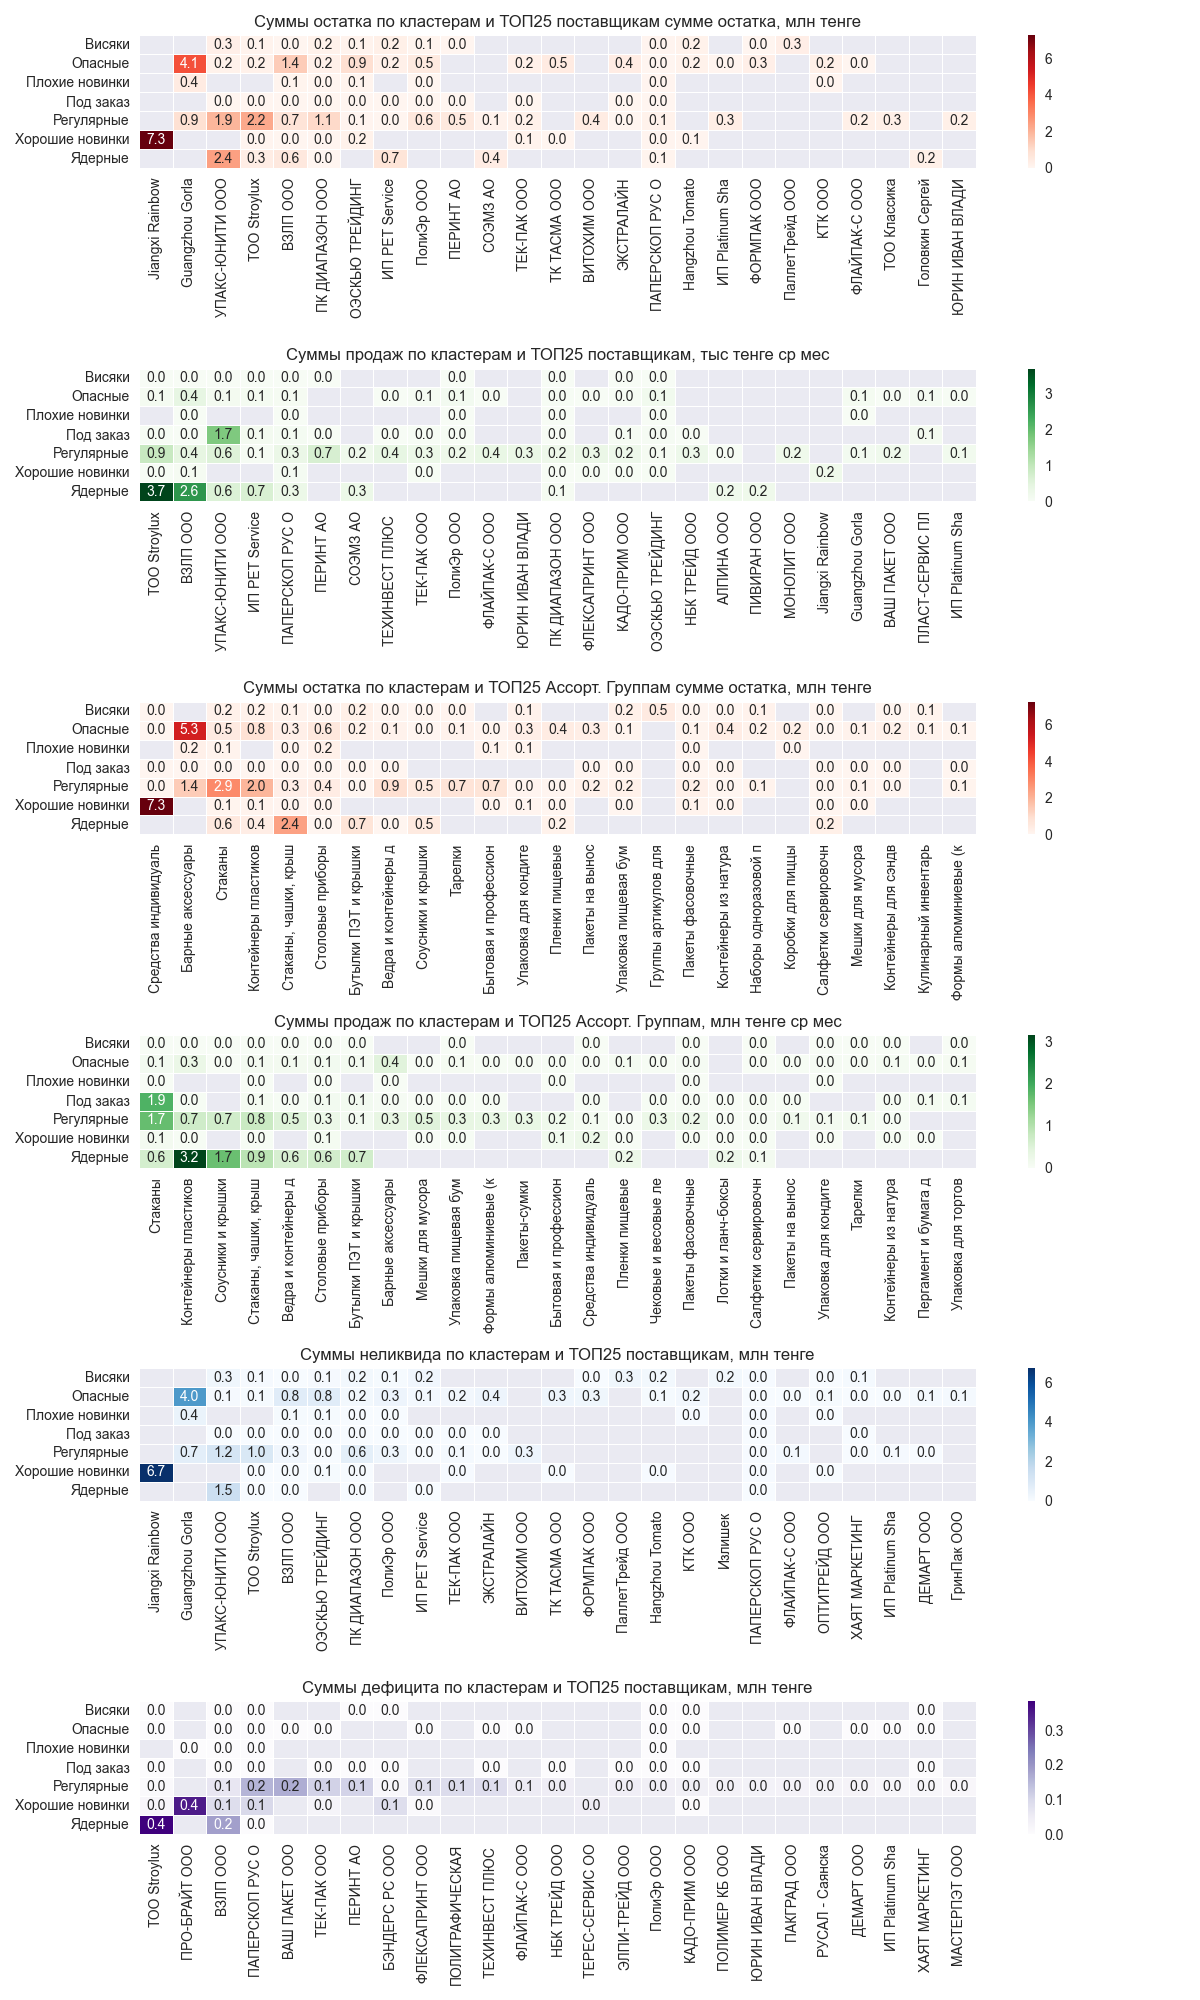 Суммы остатка по кластерам и ТОП25 поставщикам сумме остатка, млн тенге
Висяки 0.3 0.1 0.0 0.2 0.1 0.2 0.1 0.0 0.0 0.2 0.0 0.3
Опасные 4.1 0.2 0.2 1.4 0.2 0.9 0.2 0.5 0.2 0.5 0.4 0.0 0.2 0.0 0.3 0.2 0.0
Плохие новинки 0.4 0.1 0.0 0.1 0.0 0.0 0.0
Под заказ 0.0 0.0 0.0 0.0 0.0 0.0 0.0 0.0 0.0 0.0 0.0
Регулярные 0.9 1.9 2.2 0.7 1.1 0.1 0.0 0.6 0.5 0.1 0.2 0.4 0.0 0.1 0.3 0.2 0.3 0.2
Хорошие новинки 7.3 0.0 0.0 0.0 0.2 0.1 0.0 0.0 0.1
Ядерные 2.4 0.3 0.6 0.0 0.7 0.4 0.1 0.2
6
4
2
0
Jiangxi Rainbow
Guangzhou Gorla
УПАКС-ЮНИТИ ООО
ТОО Stroylux
ВЗЛП ООО
ПК ДИАПАЗОН ООО
ОЭСКЬЮ ТРЕЙДИНГ
ИП PET Service
ПолиЭр ООО
ПЕРИНТ АО
СОЭМЗ АО
ТЕК-ПАК ООО
ТК ТАСМА ООО
ВИТОХИМ ООО
ЭКСТРАЛАЙН
ПАПЕРСКОП РУС О
Hangzhou Tomato
ИП Platinum Sha
ФОРМПАК ООО
ПаллетТрейд ООО
КТК ООО
ФЛАЙПАК-С ООО
ТОО Классика
Головкин Сергей
ЮРИН ИВАН ВЛАДИ
Суммы продаж по кластерам и ТОП25 поставщикам, тыс тенге ср мес
Висяки 0.0 0.0 0.0 0.0 0.0 0.0 0.0 0.0 0.0 0.0
Опасные 0.1 0.4 0.1 0.1 0.1 0.0 0.1 0.1 0.0 0.0 0.0 0.0 0.1 0.1 0.0 0.1 0.0
Плохие новинки 0.0 0.0 0.0 0.0 0.0 0.0
Под заказ 0.0 0.0 1.7 0.1 0.1 0.0 0.0 0.0 0.0 0.0 0.1 0.0 0.0 0.1
Регулярные 0.9 0.4 0.6 0.1 0.3 0.7 0.2 0.4 0.3 0.2 0.4 0.3 0.2 0.3 0.2 0.1 0.3 0.0 0.2 0.1 0.2 0.1
Хорошие новинки 0.0 0.1 0.1 0.0 0.0 0.0 0.0 0.0 0.2
Ядерные 3.7 2.6 0.6 0.7 0.3 0.3 0.1 0.2 0.2
3
2
1
0
ТОО Stroylux
ВЗЛП ООО
УПАКС-ЮНИТИ ООО
ИП PET Service
ПАПЕРСКОП РУС О
ПЕРИНТ АО
СОЭМЗ АО
ТЕХИНВЕСТ ПЛЮС
ТЕК-ПАК ООО
ПолиЭр ООО
ФЛАЙПАК-С ООО
ЮРИН ИВАН ВЛАДИ
ПК ДИАПАЗОН ООО
ФЛЕКСАПРИНТ ООО
КАДО-ПРИМ ООО
ОЭСКЬЮ ТРЕЙДИНГ
НБК ТРЕЙД ООО
АЛПИНА ООО
ПИВИРАН ООО
МОНОЛИТ ООО
Jiangxi Rainbow
Guangzhou Gorla
ВАШ ПАКЕТ ООО
ПЛАСТ-СЕРВИС ПЛ
ИП Platinum Sha
Суммы остатка по кластерам и ТОП25 Ассорт. Группам сумме остатка, млн тенге
Висяки 0.0 0.2 0.2 0.1 0.0 0.2 0.0 0.0 0.0 0.1 0.2 0.5 0.0 0.0 0.1 0.0 0.0 0.1
Опасные 0.0 5.3 0.5 0.8 0.3 0.6 0.2 0.1 0.0 0.1 0.0 0.3 0.4 0.3 0.1 0.1 0.4 0.2 0.2 0.0 0.1 0.2 0.1 0.1
Плохие новинки 0.2 0.1 0.0 0.2 0.1 0.1 0.0 0.0
Под заказ 0.0 0.0 0.0 0.0 0.0 0.0 0.0 0.0 0.0 0.0 0.0 0.0 0.0 0.0 0.0 0.0
Регулярные 0.0 1.4 2.9 2.0 0.3 0.4 0.0 0.9 0.5 0.7 0.7 0.0 0.0 0.2 0.2 0.2 0.0 0.1 0.0 0.1 0.0 0.1
Хорошие новинки 7.3 0.1 0.1 0.0 0.0 0.0 0.1 0.0 0.0 0.1 0.0 0.0 0.0
Ядерные 0.6 0.4 2.4 0.0 0.7 0.0 0.5 0.2 0.2
6
4
2
0
Средства индивидуаль
Барные аксессуары
Стаканы
Контейнеры пластиков
Стаканы, чашки, крыш
Столовые приборы
Бутылки ПЭТ и крышки
Ведра и контейнеры д
Соусники и крышки
Тарелки
Бытовая и профессион
Упаковка для кондите
Пленки пищевые
Пакеты на вынос
Упаковка пищевая бум
Группы артикулов для
Пакеты фасовочные
Контейнеры из натура
Наборы одноразовой п
Коробки для пиццы
Салфетки сервировочн
Мешки для мусора
Контейнеры для сэндв
Кулинарный инвентарь
Формы алюминиевые (к
Суммы продаж по кластерам и ТОП25 Ассорт. Группам, млн тенге ср мес
Висяки 0.0 0.0 0.0 0.0 0.0 0.0 0.0 0.0 0.0 0.0 0.0 0.0 0.0 0.0
Опасные 0.1 0.3 0.0 0.1 0.1 0.1 0.1 0.4 0.0 0.1 0.0 0.0 0.0 0.0 0.1 0.0 0.0 0.0 0.0 0.0 0.0 0.1 0.0 0.1
Плохие новинки 0.0 0.0 0.0 0.0 0.0 0.0 0.0
Под заказ 1.9 0.0 0.1 0.0 0.1 0.1 0.0 0.0 0.0 0.0 0.0 0.0 0.0 0.0 0.0 0.0 0.0 0.1 0.1
Регулярные 1.7 0.7 0.7 0.8 0.5 0.3 0.1 0.3 0.5 0.3 0.3 0.3 0.2 0.1 0.0 0.3 0.2 0.0 0.0 0.1 0.1 0.1 0.0
Хорошие новинки 0.1 0.0 0.0 0.1 0.0 0.0 0.1 0.2 0.0 0.0 0.0 0.0 0.0 0.0 0.0
Ядерные 0.6 3.2 1.7 0.9 0.6 0.6 0.7 0.2 0.2 0.1
3
2
1
0
Стаканы
Контейнеры пластиков
Соусники и крышки
Стаканы, чашки, крыш
Ведра и контейнеры д
Столовые приборы
Бутылки ПЭТ и крышки
Барные аксессуары
Мешки для мусора
Упаковка пищевая бум
Формы алюминиевые (к
Пакеты-сумки
Бытовая и профессион
Средства индивидуаль
Пленки пищевые
Чековые и весовые ле
Пакеты фасовочные
Лотки и ланч-боксы
Салфетки сервировочн
Пакеты на вынос
Упаковка для кондите
Тарелки
Контейнеры из натура
Пергамент и бумага д
Упаковка для тортов
Суммы неликвида по кластерам и ТОП25 поставщикам, млн тенге
Висяки 0.3 0.1 0.0 0.1 0.2 0.1 0.2 0.0 0.3 0.2 0.2 0.0 0.0 0.1
Опасные 4.0 0.1 0.1 0.8 0.8 0.2 0.3 0.1 0.2 0.4 0.3 0.3 0.1 0.2 0.0 0.0 0.1 0.0 0.0 0.1 0.1
Плохие новинки 0.4 0.1 0.1 0.0 0.0 0.0 0.0 0.0
Под заказ 0.0 0.0 0.0 0.0 0.0 0.0 0.0 0.0 0.0 0.0 0.0
Регулярные 0.7 1.2 1.0 0.3 0.0 0.6 0.3 0.0 0.1 0.0 0.3 0.0 0.1 0.0 0.1 0.0
Хорошие новинки 6.7 0.0 0.0 0.1 0.0 0.0 0.0 0.0 0.0 0.0
Ядерные 1.5 0.0 0.0 0.0 0.0 0.0
6
4
2
0
Jiangxi Rainbow
Guangzhou Gorla
УПАКС-ЮНИТИ ООО
ТОО Stroylux
ВЗЛП ООО
ОЭСКЬЮ ТРЕЙДИНГ
ПК ДИАПАЗОН ООО
ПолиЭр ООО
ИП PET Service
ТЕК-ПАК ООО
ЭКСТРАЛАЙН
ВИТОХИМ ООО
ТК ТАСМА ООО
ФОРМПАК ООО
ПаллетТрейд ООО
Hangzhou Tomato
КТК ООО
Излишек
ПАПЕРСКОП РУС О
ФЛАЙПАК-С ООО
ОПТИТРЕЙД ООО
ХАЯТ МАРКЕТИНГ
ИП Platinum Sha
ДЕМАРТ ООО
ГринПак ООО
Суммы дефицита по кластерам и ТОП25 поставщикам, млн тенге
Висяки 0.0 0.0 0.0 0.0 0.0 0.0 0.0 0.0
Опасные 0.0 0.0 0.0 0.0 0.0 0.0 0.0 0.0 0.0 0.0 0.0 0.0 0.0 0.0
Плохие новинки 0.0 0.0 0.0 0.0
Под заказ 0.0 0.0 0.0 0.0 0.0 0.0 0.0 0.0 0.0 0.0 0.0 0.0
Регулярные 0.0 0.1 0.2 0.2 0.1 0.1 0.0 0.1 0.1 0.1 0.1 0.0 0.0 0.0 0.0 0.0 0.0 0.0 0.0 0.0 0.0 0.0 0.0
Хорошие новинки 0.0 0.4 0.1 0.1 0.0 0.1 0.0 0.0 0.0
Ядерные 0.4 0.2 0.0
0.3
0.2
0.1
0.0
ТОО Stroylux
ПРО-БРАЙТ ООО
ВЗЛП ООО
ПАПЕРСКОП РУС О
ВАШ ПАКЕТ ООО
ТЕК-ПАК ООО
ПЕРИНТ АО
БЭНДЕРС РС ООО
ФЛЕКСАПРИНТ ООО
ПОЛИГРАФИЧЕСКАЯ
ТЕХИНВЕСТ ПЛЮС
ФЛАЙПАК-С ООО
НБК ТРЕЙД ООО
ТЕРЕС-СЕРВИС ОО
ЭЛПИ-ТРЕЙД ООО
ПолиЭр ООО
КАДО-ПРИМ ООО
ПОЛИМЕР КБ ООО
ЮРИН ИВАН ВЛАДИ
ПАКГРАД ООО
РУСАЛ - Саянска
ДЕМАРТ ООО
ИП Platinum Sha
ХАЯТ МАРКЕТИНГ
МАСТЕРПЭТ ООО